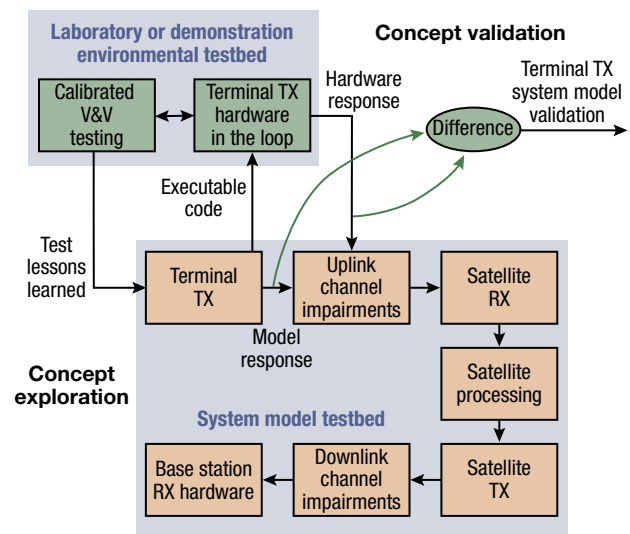 Laboratory or demonstration
environmental testbed
Concept validation
Calibrated
V&V
testing
Terminal TX
hardware
in the loop
Hardware
response
Difference
Terminal TX
system model
validation
Executable
code
Test
lessons
learned
Terminal
TX
Model
response
Uplink
channel
impairments
Satellite
RX
Concept
exploration
Satellite
processing
System model testbed
Base station
RX hardware
Downlink
channel
impairments
Satellite
TX